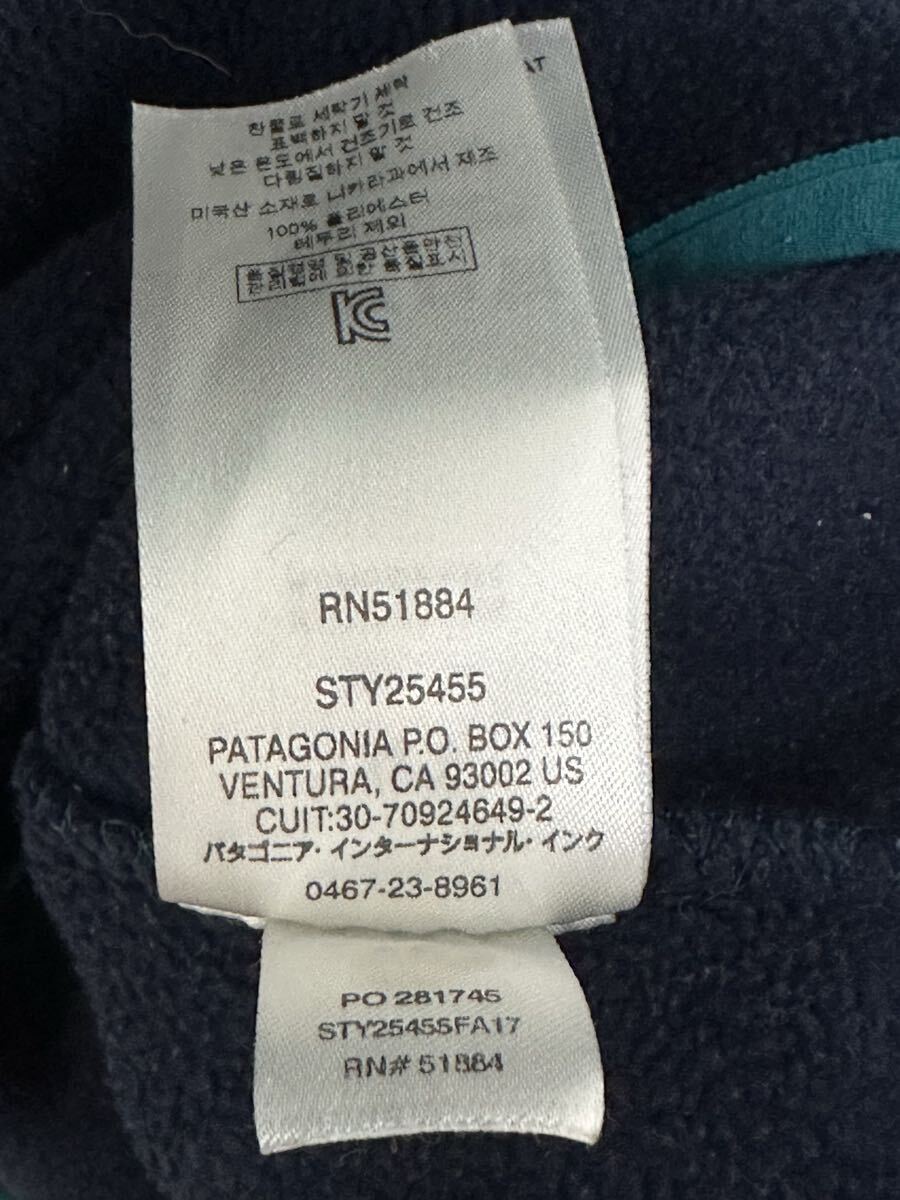 AT
찬물로 세탁기 세탁
표백하지 말 것
낮은 온도에서 건조기로 건조
다림질하지 말 것
미국산 소재로 니카라과에서 제조
100% 폴리에스터
테두리 제외
RN51884
STY25455
PATAGONIA P.O. BOX 150
VENTURA, CA 93002 US
CUIT:30-70924649-2
パタゴニア・インターナショナル・インク
0467-23-8961
PO 281745
STY25455FA17
RN# 51884